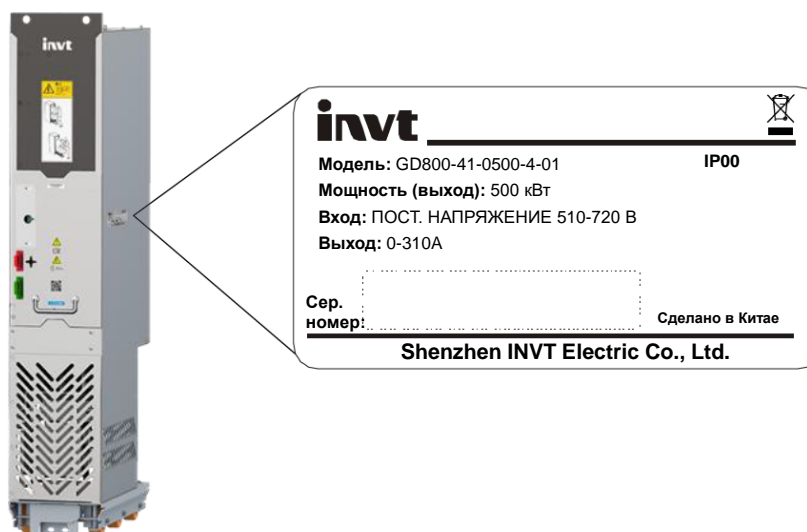 invt
invt
Модель: GD800-41-0500-4-01
IP00
Мощность (выход): 500 кВт
Вход: ПОСТ. НАПРЯЖЕНИЕ 510-720 В
Выход: 0-310А
Сер.
номер:
Сделано в Китае
Shenzhen INVT Electric Co., Ltd.